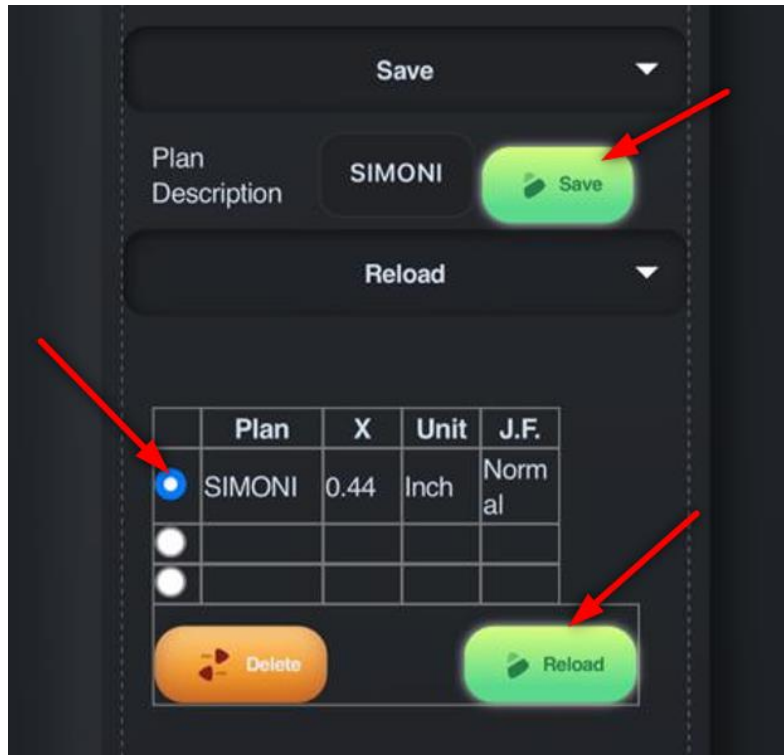 Save
Plan
Description
SIMONI
Save
Reload
Plan X Unit J.F.
SIMONI 0.44 Inch Norm
al
Delete Reload